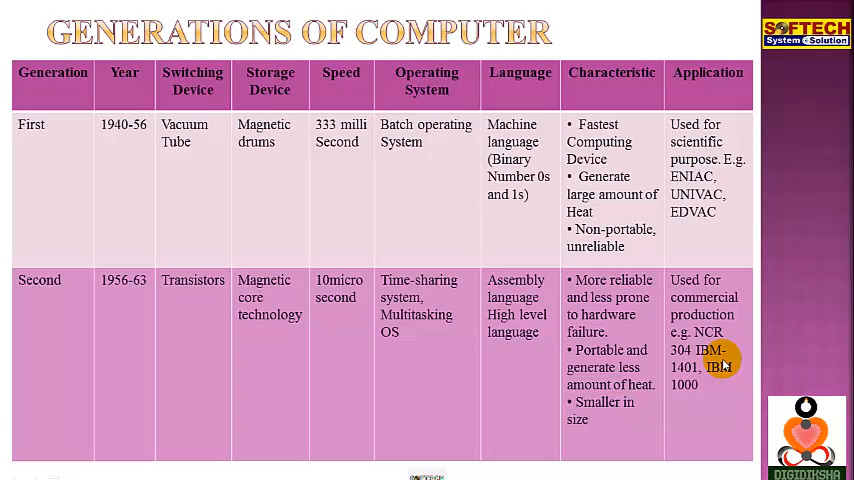 GENERATIONS OF COMPUTER
SOFTECH
System e Solution
Generation Year Switching Device Storage Device Speed Operating System Language Characteristic Application
First
1940-56
Vacuum
Tube
Magnetic
drums
333 milli
Second
Batch operating
System
Machine
language
(Binary
Number 0s
and 1s)
• Fastest
Computing
Device
• Generate
large amount of
Heat
• Non-portable,
unreliable
Used for
scientific
purpose. E.g.
ENIAC,
UNIVAC,
EDVAC
Second
1956-63
Transistors
Magnetic
core
technology
10micro
second
Time-sharing
system,
Multitasking
OS
Assembly
language
High level
language
• More reliable
and less prone
to hardware
failure.
• Portable and
generate less
amount of heat.
• Smaller in
size
Used for
commercial
production
e.g. NCR
304 IBM-
1401, IBM
1000
DIGIDIKSHA
SOFTECH